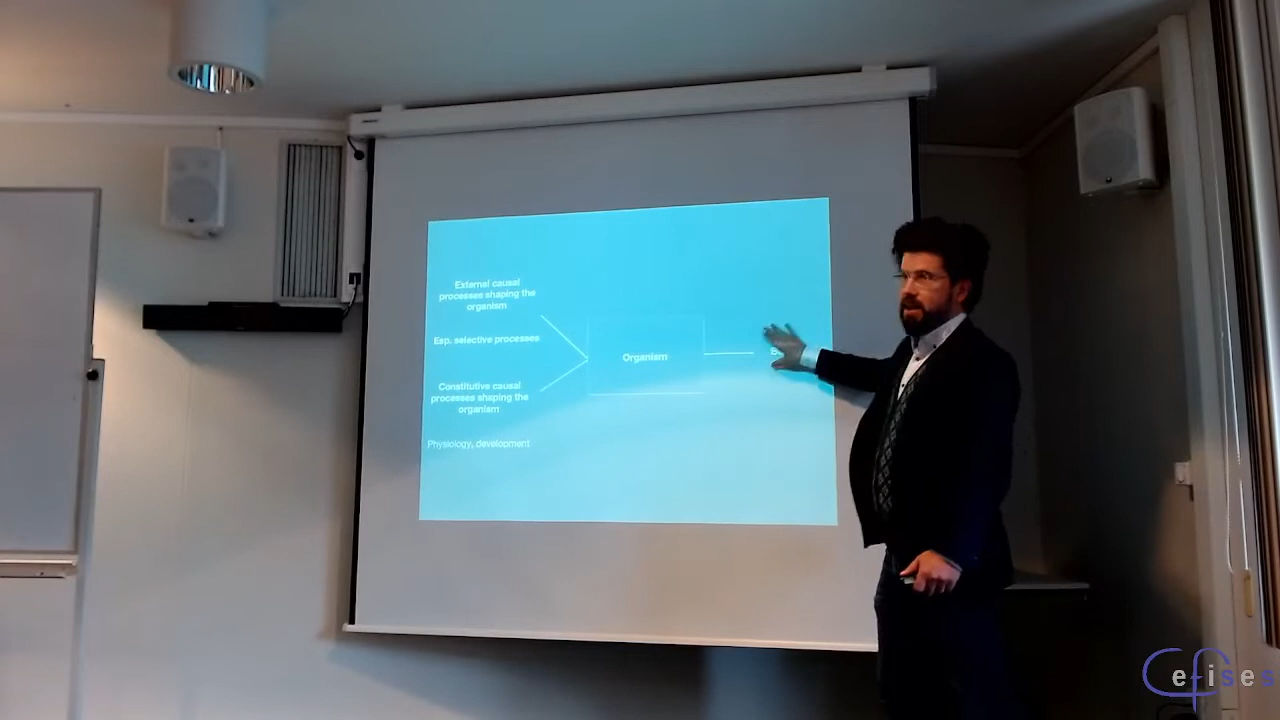 External causal
processes shaping the
organism
Esp. selective processes
Organism
Constitutive causal
processes shaping the
organism
Physiology, development
efises